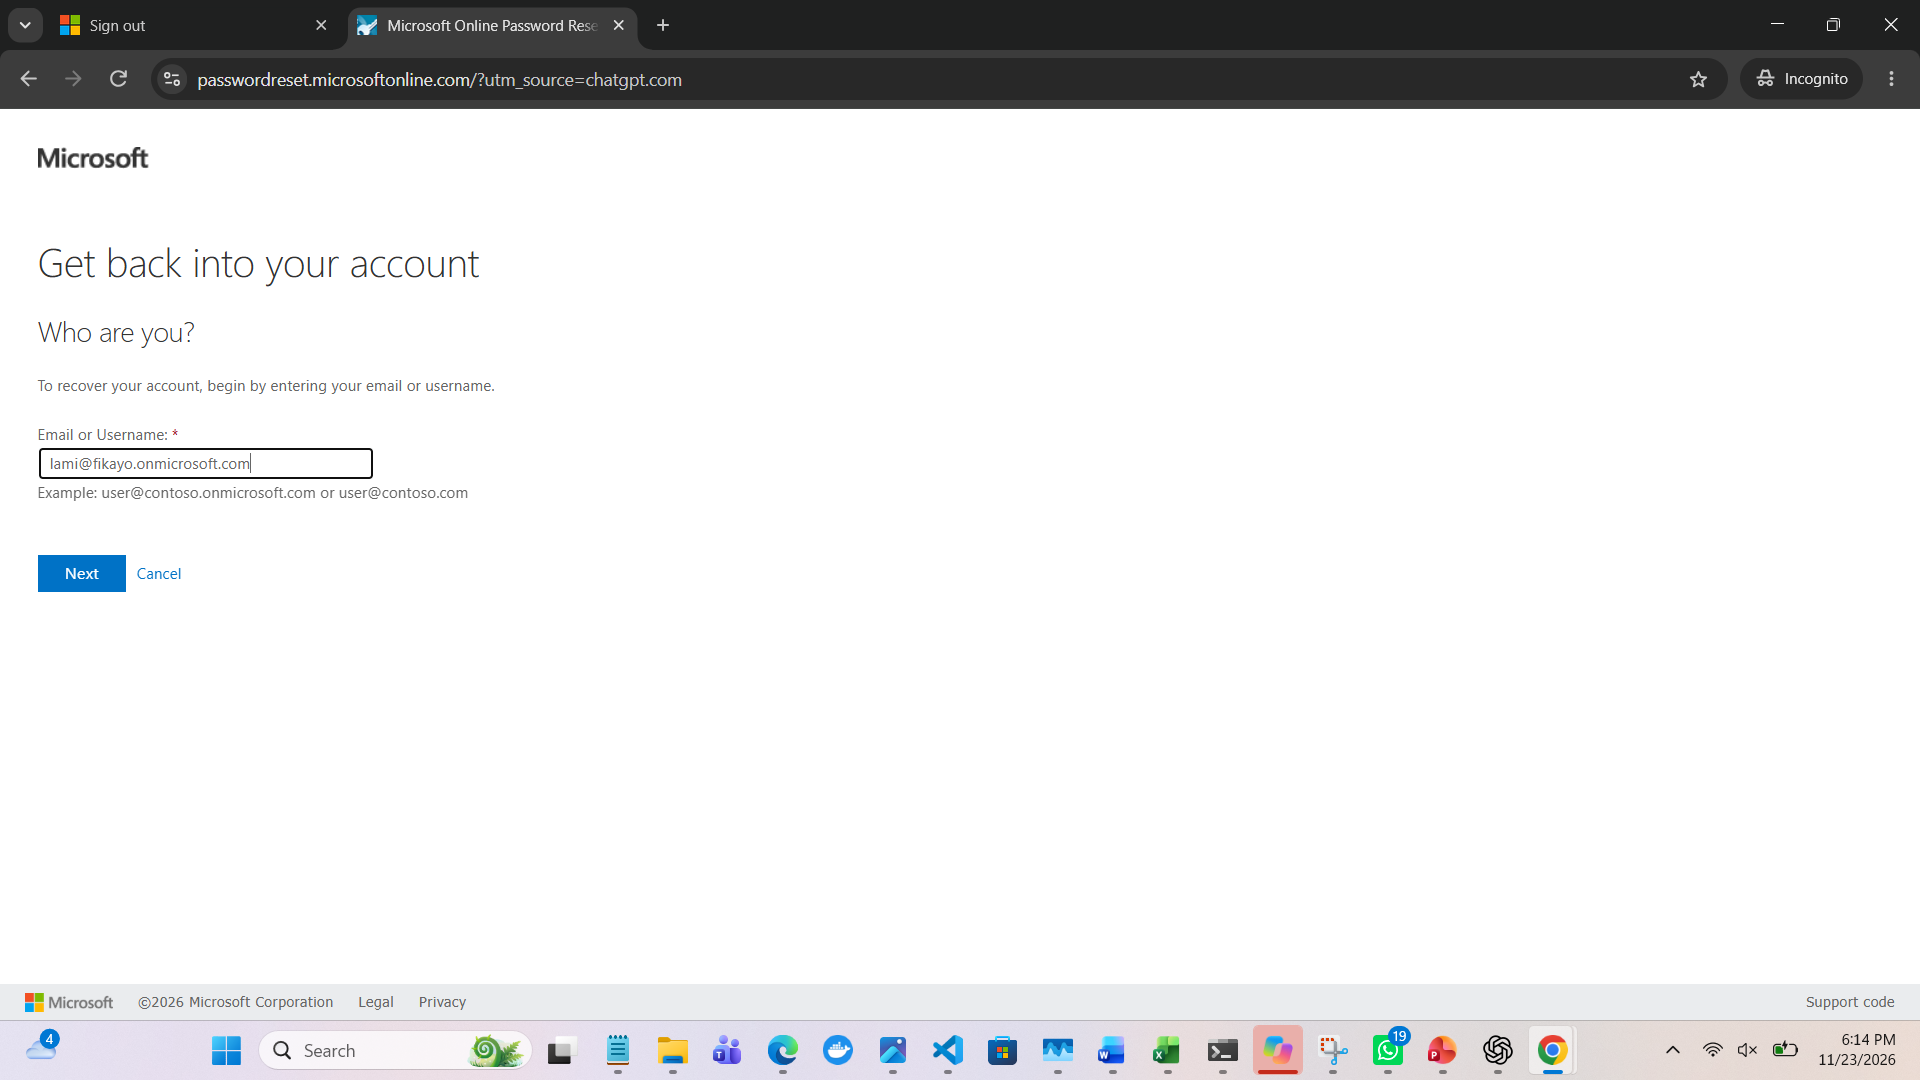 Sign out
Microsoft Online Password Rese
passwordreset.microsoftonline.com/?utm_source=chatgpt.com
Incognito
Microsoft
Get back into your account
Who are you?
To recover your account, begin by entering your email or username.
Email or Username: *
lami@fikayo.onmicrosoft.com
Example: user@contoso.onmicrosoft.com or user@contoso.com
Next
Cancel
Microsoft
©2026 Microsoft Corporation
Legal
Privacy
Support code
4
Search
T
W
X
19
P
6:14 PM
11/23/2026